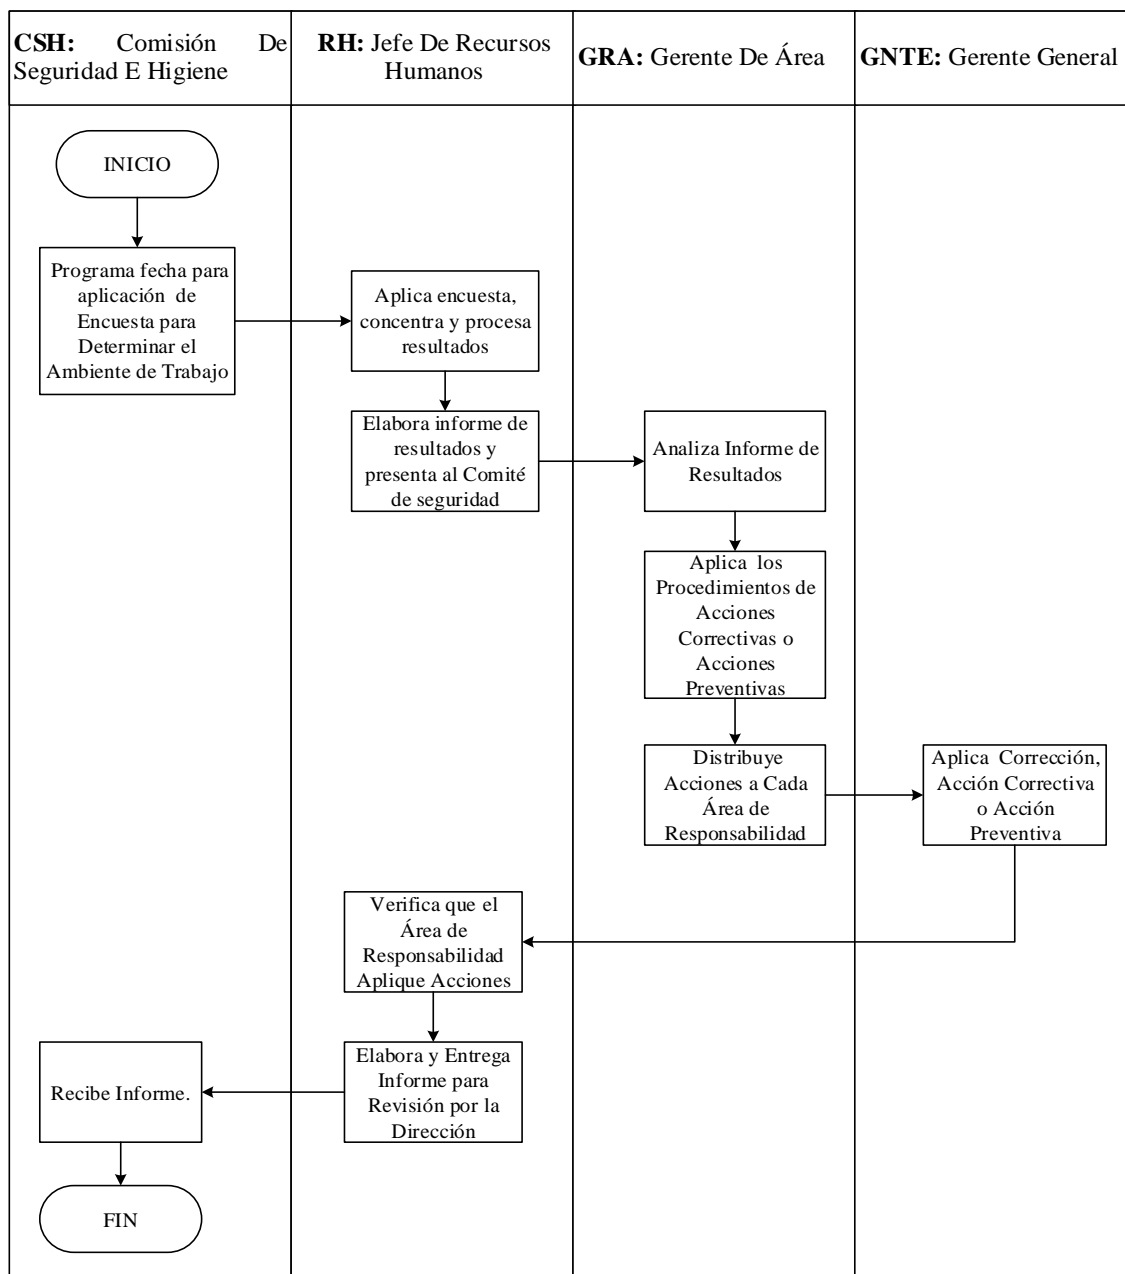 CSH: Comisión De
Seguridad E Higiene
RH: Jefe De Recursos
Humanos
GRA: Gerente De Área
GNTE: Gerente General
INICIO
Programa fecha para
aplicación de
Encuesta para
Determinar el
Ambiente de Trabajo
Aplica encuesta,
concentra y procesa
resultados
Elabora informe de
resultados y
presenta al Comité
de seguridad
Analiza Informe de
Resultados
Aplica los
Procedimientos de
Acciones
Correctivas o
Acciones
Preventivas
Distribuye
Acciones a Cada
Área de
Responsabilidad
Aplica Corrección,
Acción Correctiva
o Acción
Preventiva
Verifica que el
Área de
Responsabilidad
Aplique Acciones
Elabora y Entrega
Informe para
Revisión por la
Dirección
Recibe Informe.
FIN